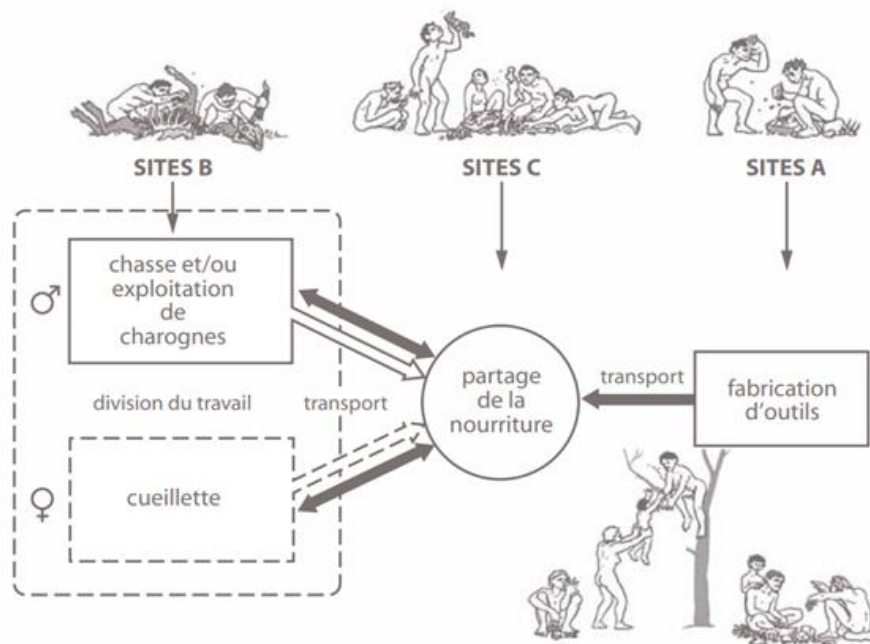 SITES B
SITES C
SITES A
chasse et/ou
exploitation
de
charognes
♂
division du travail
transport
♀
cueillette
partage
de la
nourriture
transport
fabrication
d'outils